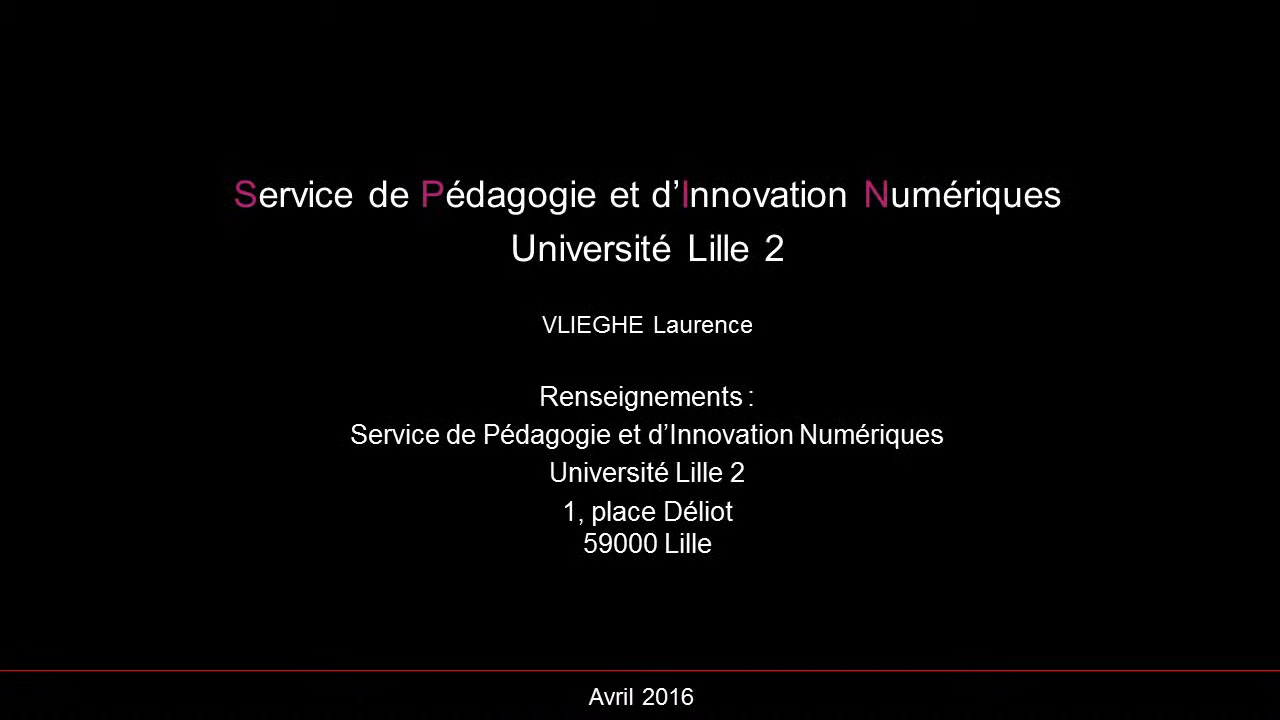 Service de Pédagogie et d’Innovation Numériques
Université Lille 2
VLIEGHE Laurence
Renseignements :
Service de Pédagogie et d’Innovation Numériques
Université Lille 2
1, place Déliot
59000 Lille
Avril 2016